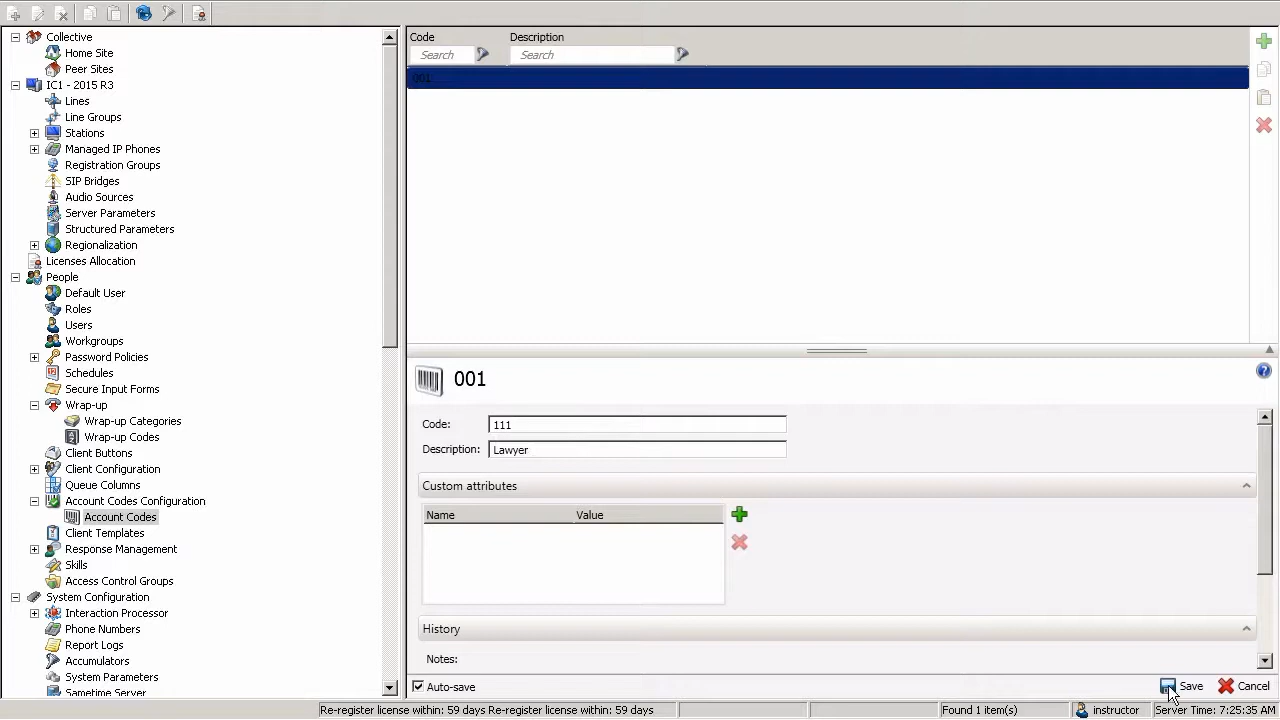 Collective
Home Site
Peer Sites
IC1 - 2015 R3
Lines
Line Groups
Stations
Managed IP Phones
Registration Groups
SIP Bridges
Audio Sources
Server Parameters
Structured Parameters
Regionalization
Licenses Allocation
People
Default User
Roles
Users
Workgroups
Password Policies
Schedules
Secure Input Forms
Wrap-up
Wrap-up Categories
Wrap-up Codes
Client Buttons
Client Configuration
Queue Columns
Account Codes Configuration
Account Codes
Client Templates
Response Management
Skills
Access Control Groups
System Configuration
Interaction Processor
Phone Numbers
Report Logs
Accumulators
System Parameters
Sametime Server
Code Description
Search Search
001
001
Code: 111
Description: Lawyer
Custom attributes
Name Value
History
Notes:
Auto-save Save Cancel
Re-register license within: 59 days Re-register license within: 59 days Found 1 item(s) instructor Server Time: 7:25:35 AM